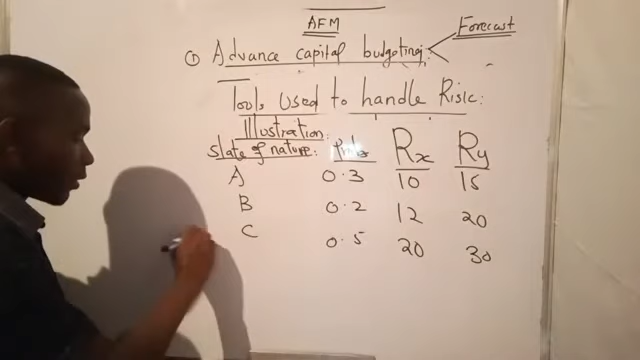 AFM
Forecast
① Advance capital budgeting.
Tools Used to handle Risk:
Illustration:
State of nature: Rx Ry
A 0.3 10 15
B 0.2 12 20
C 0.5 20 30